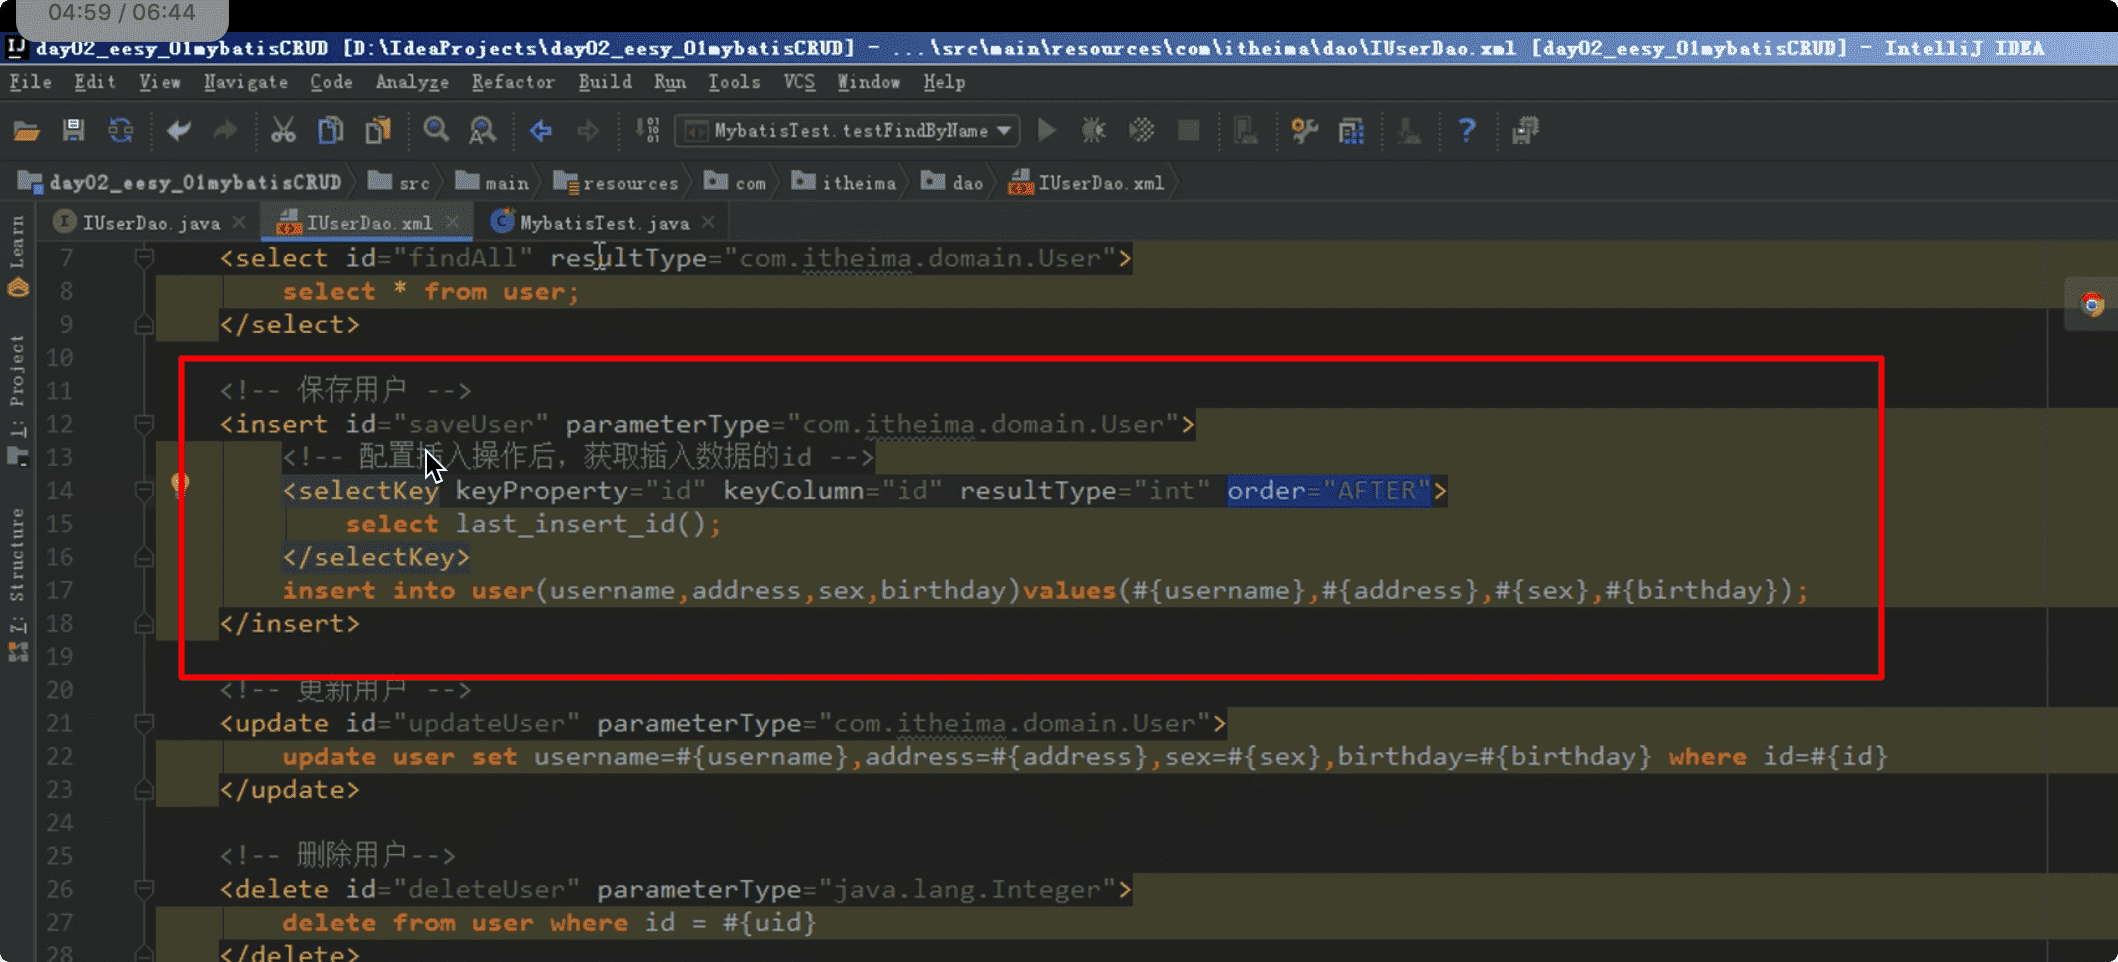 04:59 / 06:44
day02_eesy_01mybatisCRUD [D:\IdeaProjects\day02_eesy_01mybatisCRUD] - ...\src\main\resources\com\itheima\dao\IUserDao.xml [day02_eesy_01mybatisCRUD] - IntelliJ IDEA
File Edit View Navigate Code Analyze Refactor Build Run Tools VCS Window Help
MybatisTest.testFindByName
day02_eesy_01mybatisCRUD src main resources com itheima dao IUserDao.xml
IUserDao.java IUserDao.xml MybatisTest.java
Learn
1: Project
7: Structure
7 <select id="findAll" resultType="com.itheima.domain.User">
8 select * from user;
9 </select>
10
11 <!-- 保存用户 -->
12 <insert id="saveUser" parameterType="com.itheima.domain.User">
13 <!-- 配置插入操作后，获取插入数据的id -->
14 <selectKey keyProperty="id" keyColumn="id" resultType="int" order="AFTER">
15 select last_insert_id();
16 </selectKey>
17 insert into user(username,address,sex,birthday)values(#{username},#{address},#{sex},#{birthday});
18 </insert>
19
20 <!-- 更新用户 -->
21 <update id="updateUser" parameterType="com.itheima.domain.User">
22 update user set username=#{username},address=#{address},sex=#{sex},birthday=#{birthday} where id=#{id}
23 </update>
24
25 <!-- 删除用户-->
26 <delete id="deleteUser" parameterType="java.lang.Integer">
27 delete from user where id = #{uid}
28 </delete>